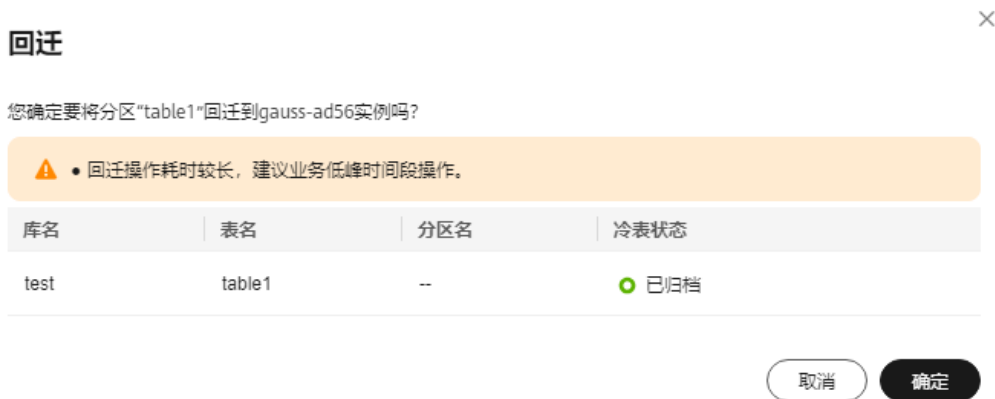 回迁
您确定要将分区"table1"回迁到gauss-ad56实例吗?
• 回迁操作耗时较长，建议业务低峰时间段操作。
库名 表名 分区名 冷表状态
test table1 -- 已归档
取消 确定